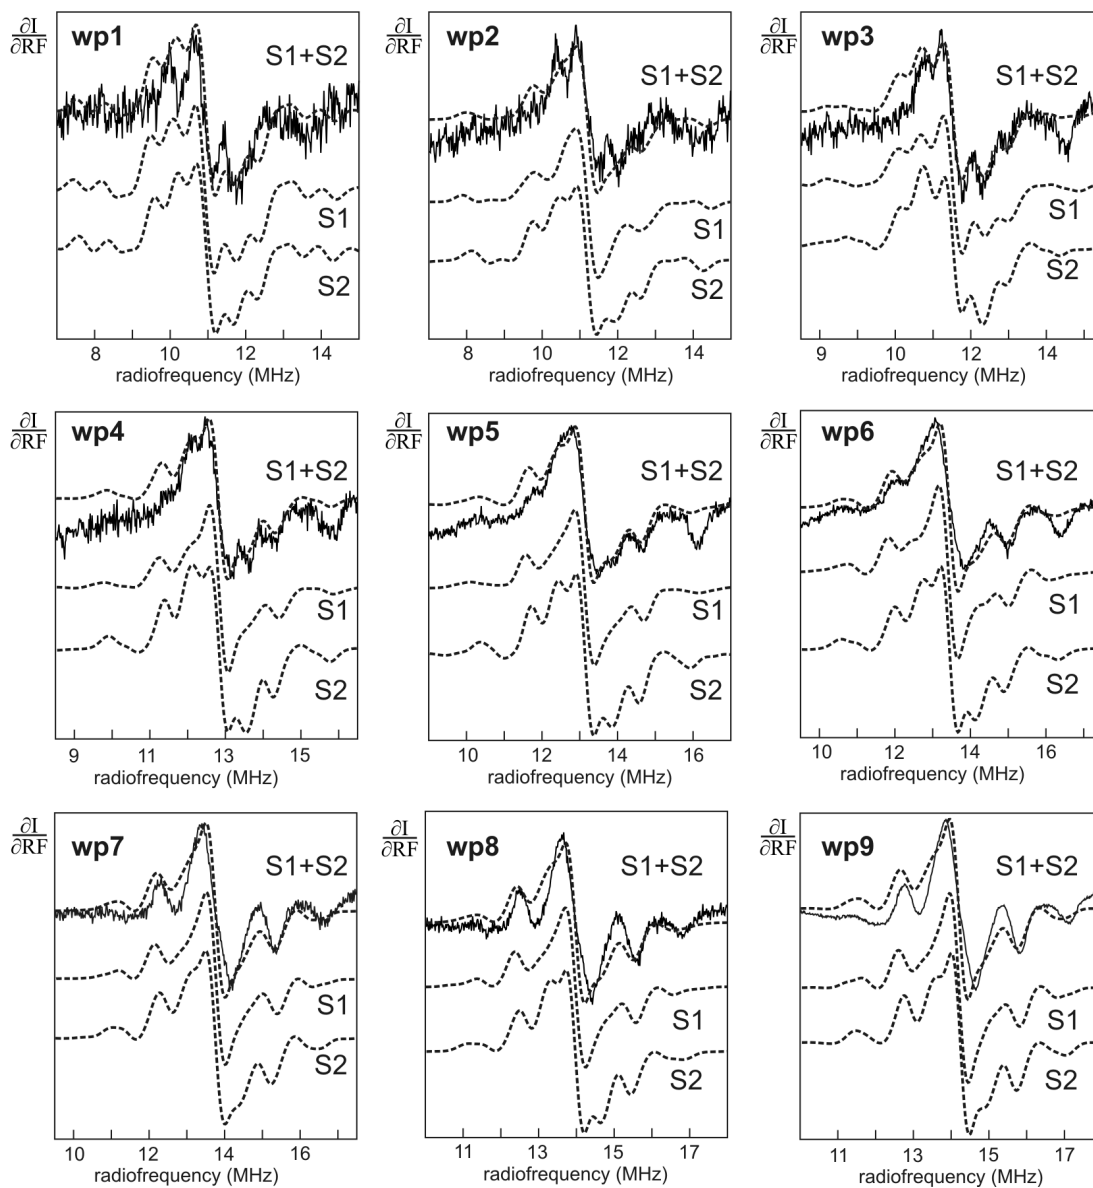 ∂I/∂RF wp1 S1+S2
S1
S2
8 10 12 14
radiofrequency (MHz)
∂I/∂RF wp2 S1+S2
S1
S2
8 10 12 14
radiofrequency (MHz)
∂I/∂RF wp3 S1+S2
S1
S2
9 10 12 14
radiofrequency (MHz)
∂I/∂RF wp4 S1+S2
S1
S2
9 11 13 15
radiofrequency (MHz)
∂I/∂RF wp5 S1+S2
S1
S2
10 12 14 16
radiofrequency (MHz)
∂I/∂RF wp6 S1+S2
S1
S2
10 12 14 16
radiofrequency (MHz)
∂I/∂RF wp7 S1+S2
S1
S2
10 12 14 16
radiofrequency (MHz)
∂I/∂RF wp8 S1+S2
S1
S2
11 13 15 17
radiofrequency (MHz)
∂I/∂RF wp9 S1+S2
S1
S2
11 13 15 17
radiofrequency (MHz)